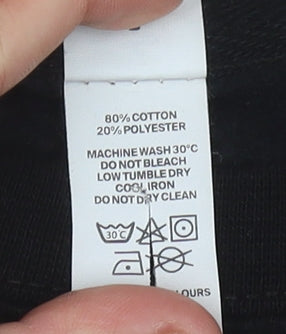 80% COTTON
20% POLYESTER
MACHINE WASH 30°C
DO NOT BLEACH
LOW TUMBLE DRY
COOL IRON
DO NOT DRY CLEAN
30°C